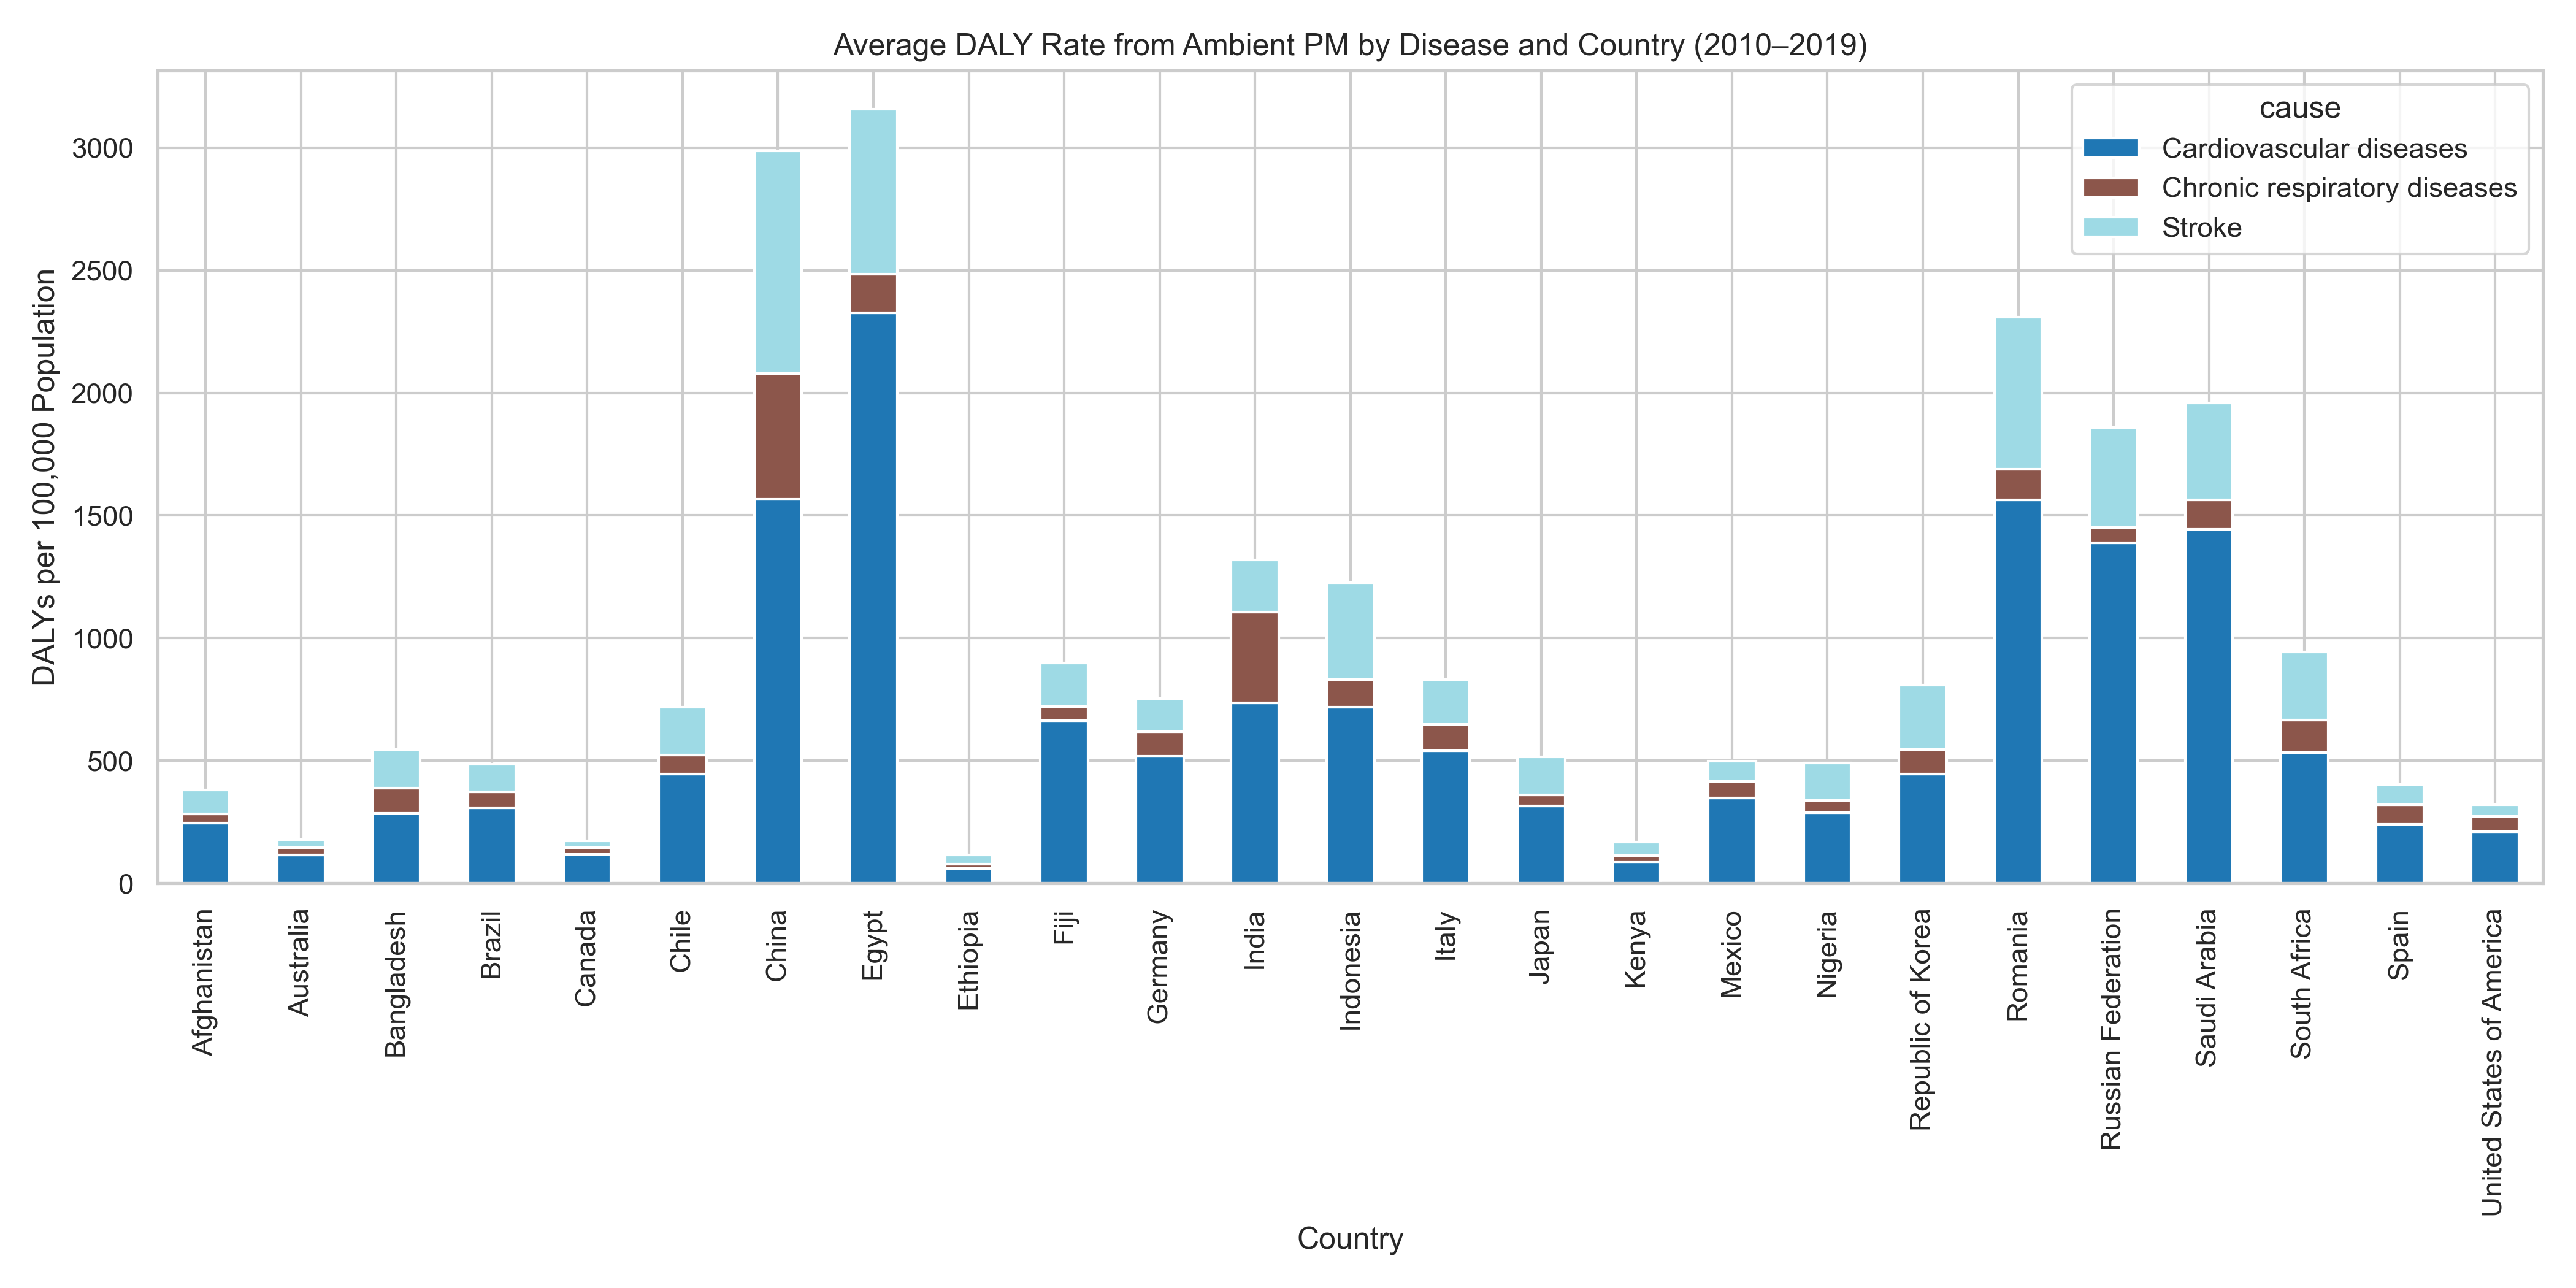 Average DALY Rate from Ambient PM by Disease and Country (2010–2019)
DALYs per 100,000 Population
3000
2500
2000
1500
1000
500
0
cause
Cardiovascular diseases
Chronic respiratory diseases
Stroke
Afghanistan
Australia
Bangladesh
Brazil
Canada
Chile
China
Egypt
Ethiopia
Fiji
Germany
India
Indonesia
Italy
Japan
Kenya
Mexico
Nigeria
Republic of Korea
Romania
Russian Federation
Saudi Arabia
South Africa
Spain
United States of America
Country